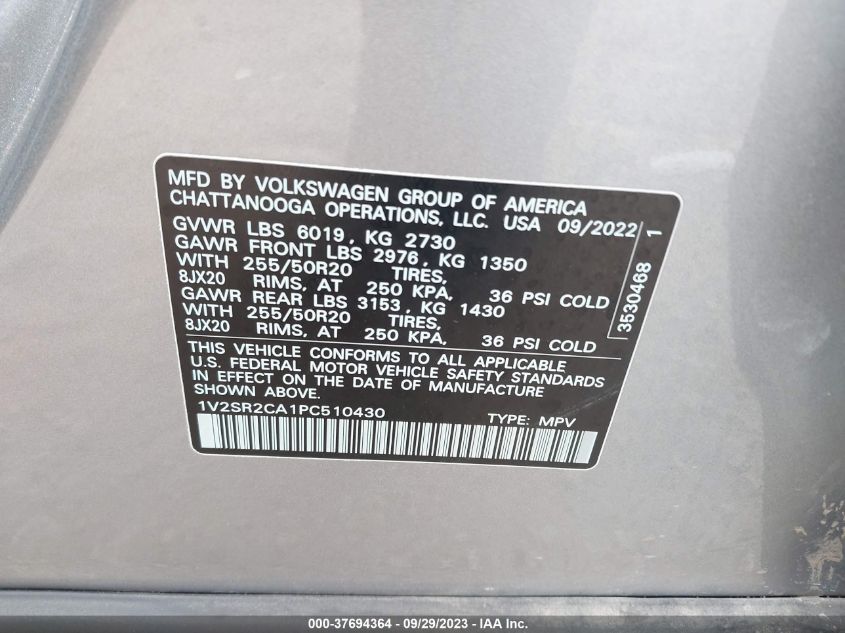 MFD BY VOLKSWAGEN GROUP OF AMERICA
CHATTANOOGA OPERATIONS, LLC. USA 09/2022
GVWR LBS 6019, KG 2730
GAWR FRONT LBS 2976, KG 1350
WITH 255/50R20 TIRES,
8JX20 RIMS, AT 250 KPA, 36 PSI COLD
GAWR REAR LBS 3153, KG 1430
WITH 255/50R20 TIRES,
8JX20 RIMS, AT 250 KPA, 36 PSI COLD
THIS VEHICLE CONFORMS TO ALL APPLICABLE
U.S. FEDERAL MOTOR VEHICLE SAFETY STANDARDS
IN EFFECT ON THE DATE OF MANUFACTURE
SHOWN ABOVE.
1V2SR2CA1PC510430 TYPE: MPV
3530468 1
000-37694364 | 09/29/2023 | © IAA Inc.